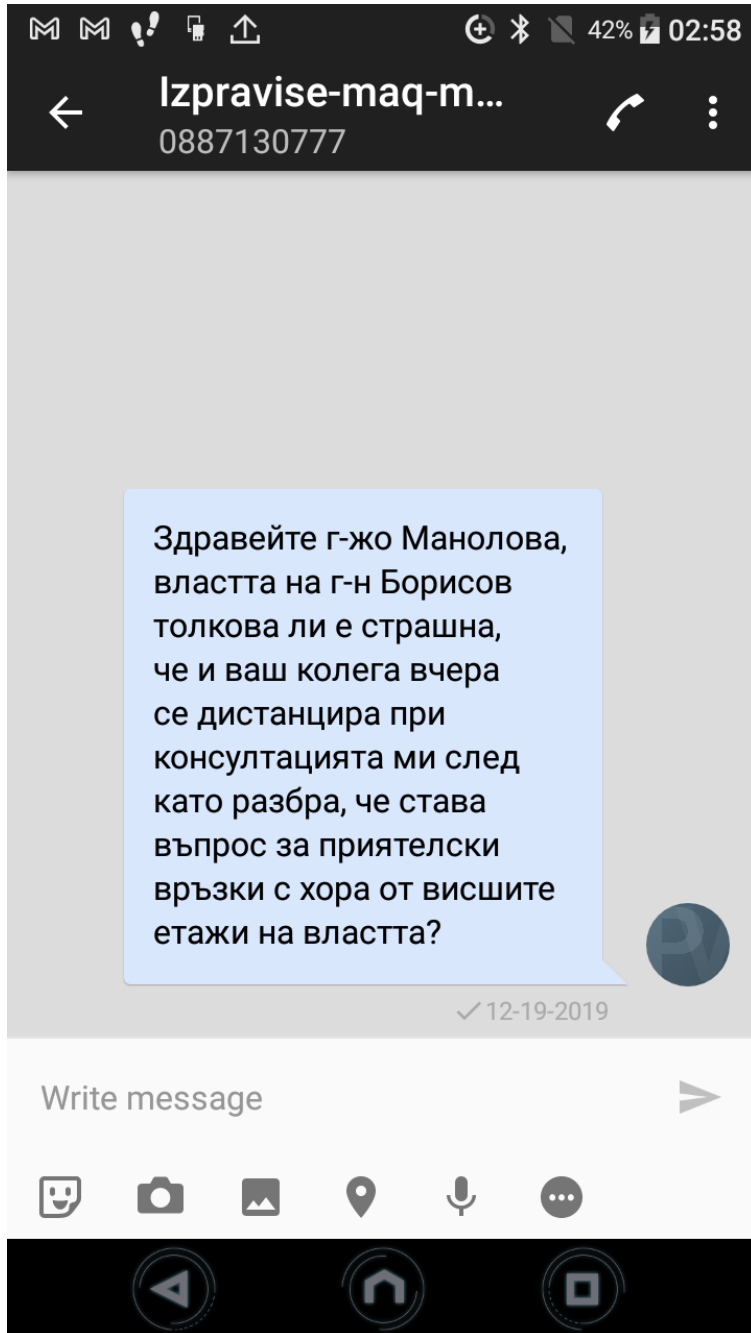 42% 02:58
Izpravise-maq-m...
0887130777
Здравейте г-жо Манолова,
властта на г-н Борисов
толкова ли е страшна,
че и ваш колега вчера
се дистанцира при
консултацията ми след
като разбра, че става
въпрос за приятелски
връзки с хора от висшите
етажи на властта?
PV
12-19-2019
Write message